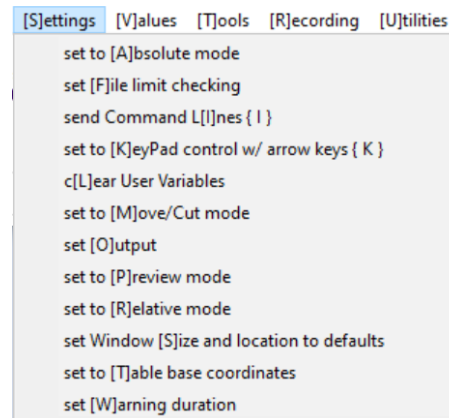 [S]ettings [V]alues [T]ools [R]ecording [U]tilities
set to [A]bsolute mode
set [F]ile limit checking
send Command L[I]nes { I }
set to [K]eyPad control w/ arrow keys { K }
c[L]ear User Variables
set to [M]ove/Cut mode
set [O]utput
set to [P]review mode
set to [R]elative mode
set Window [S]ize and location to defaults
set to [T]able base coordinates
set [W]arning duration